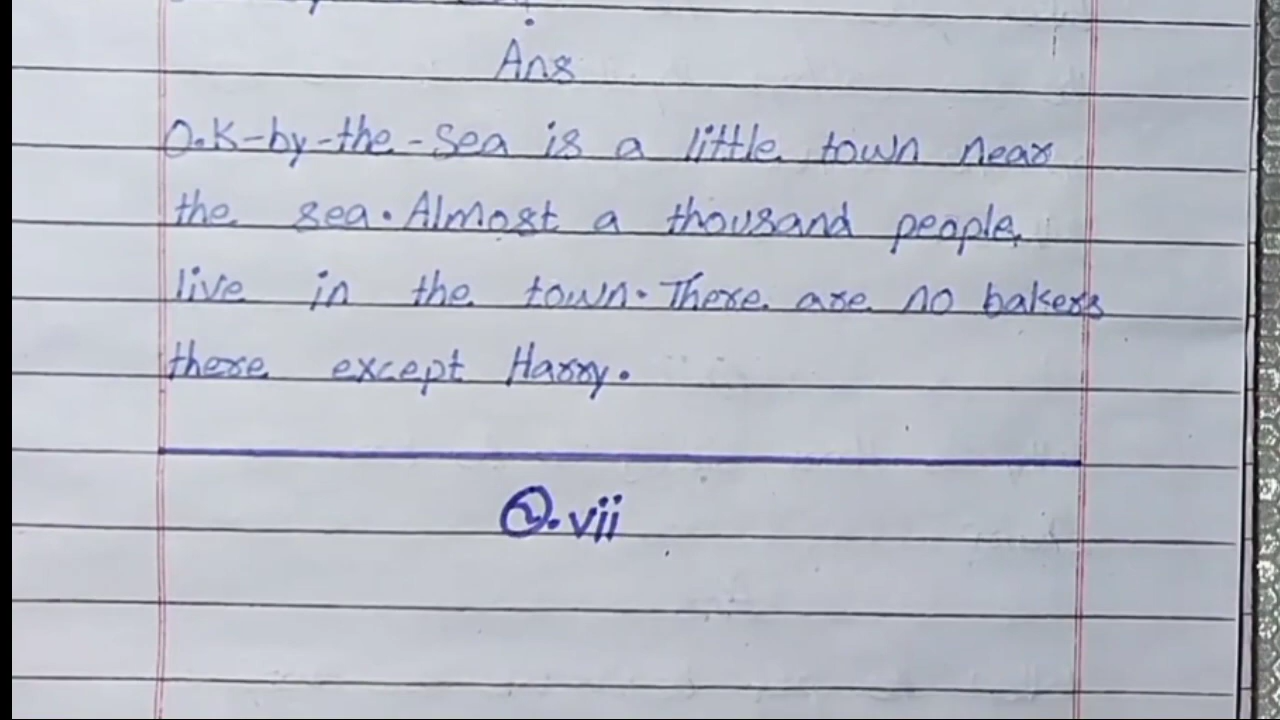 Ans
O.K-by-the-Sea is a little town near
the sea. Almost a thousand people
live in the town. There are no bakers
there except Harry.
Q.vii